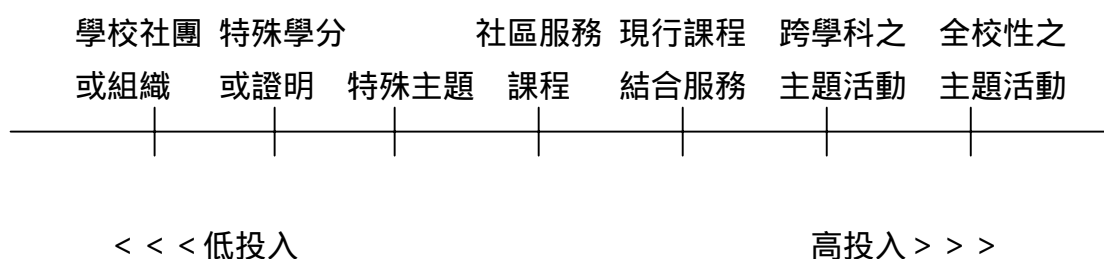 學校社團 特殊學分 社區服務 現行課程 跨學科之 全校性之
或組織 或證明 特殊主題 課程 結合服務 主題活動 主題活動
<<<低投入 高投入>>>